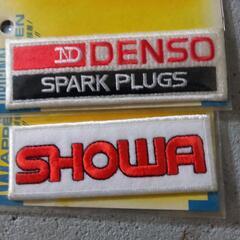 ND DENSO
SPARK PLUGS
SHOWA